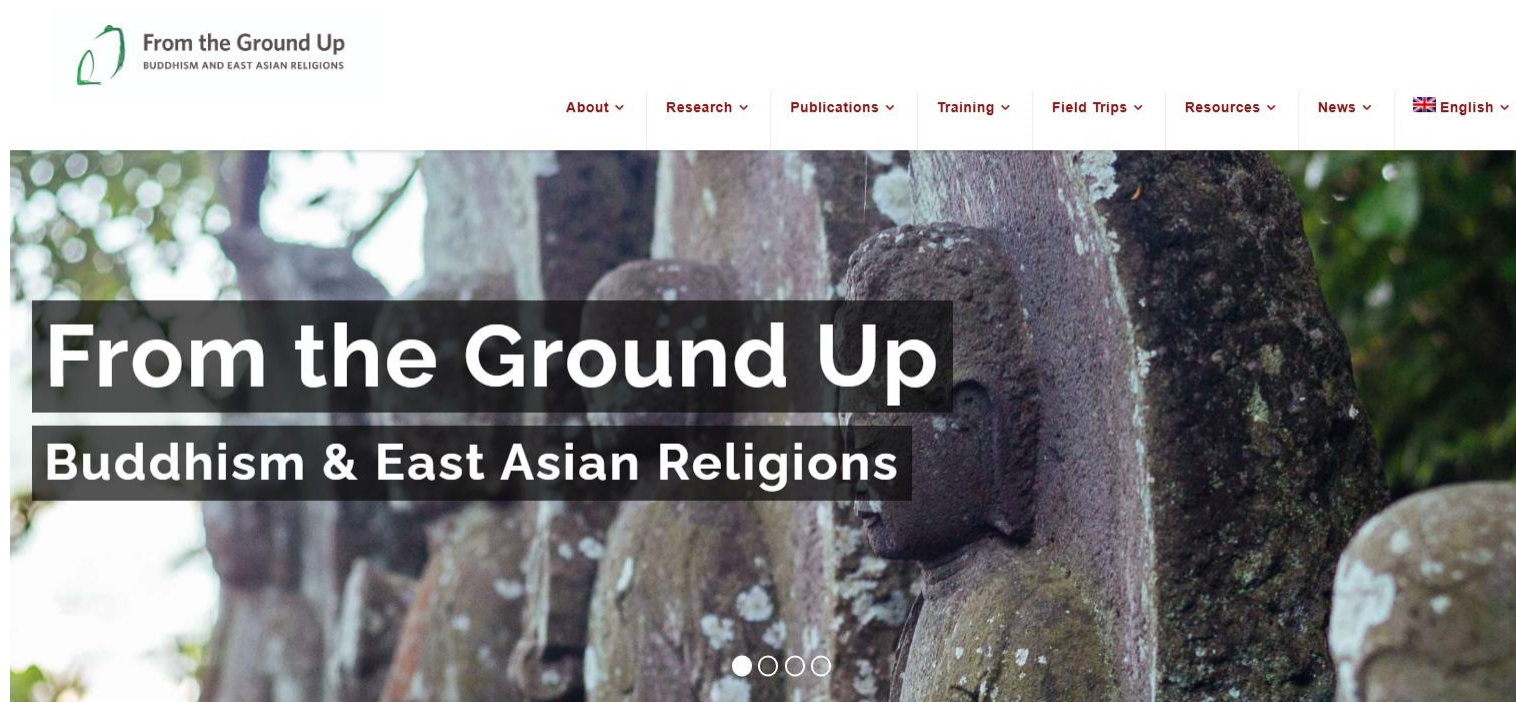 From the Ground Up
BUDDHISM AND EAST ASIAN RELIGIONS
About Research Publications Training Field Trips Resources News English
From the Ground Up
Buddhism & East Asian Religions